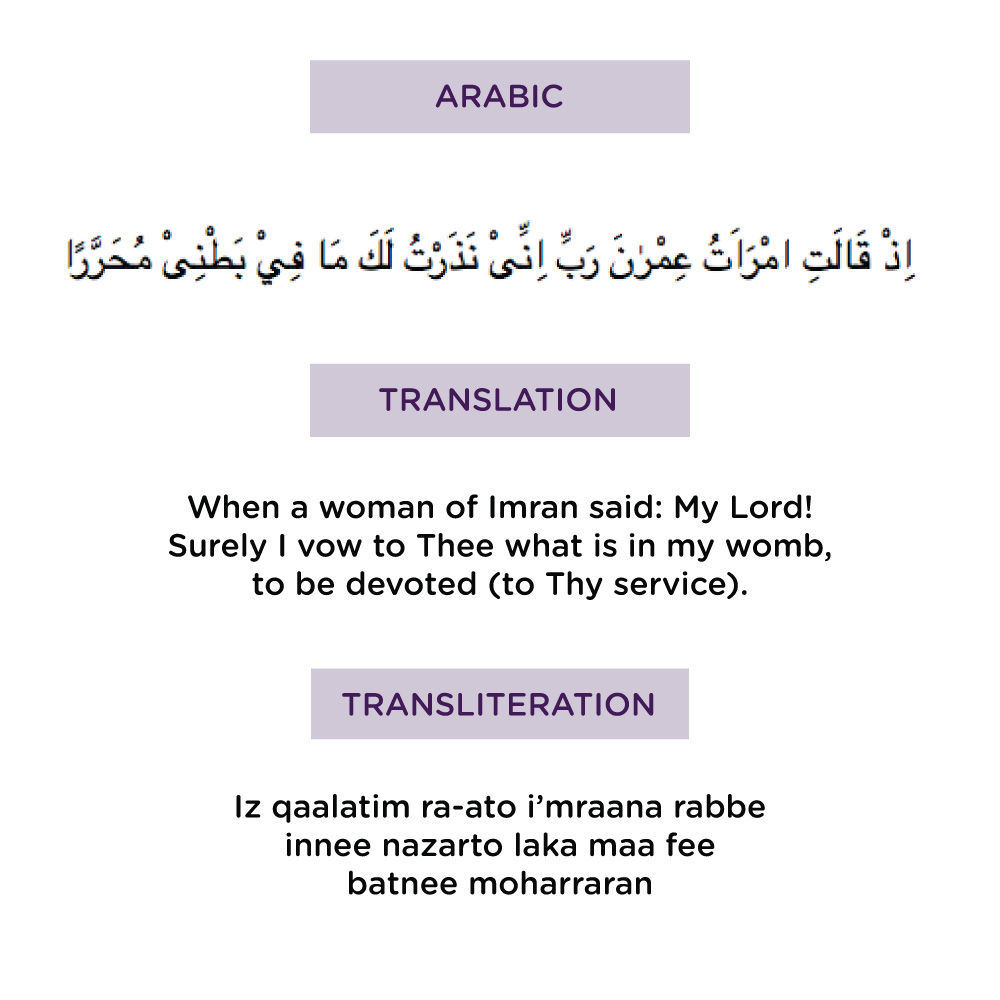 ARABIC
اِذْ قَالَتِ امْرَاَتُ عِمْرٰنَ رَبِّ اِنِّىْ نَذَرْتُ لَكَ مَا فِيْ بَطْنِىْ مُحَرَّرًا
TRANSLATION
When a woman of Imran said: My Lord!
Surely I vow to Thee what is in my womb,
to be devoted (to Thy service).
TRANSLITERATION
Iz qaalatim ra-ato i’mraana rabbe
innee nazarto laka maa fee
batnee moharraran